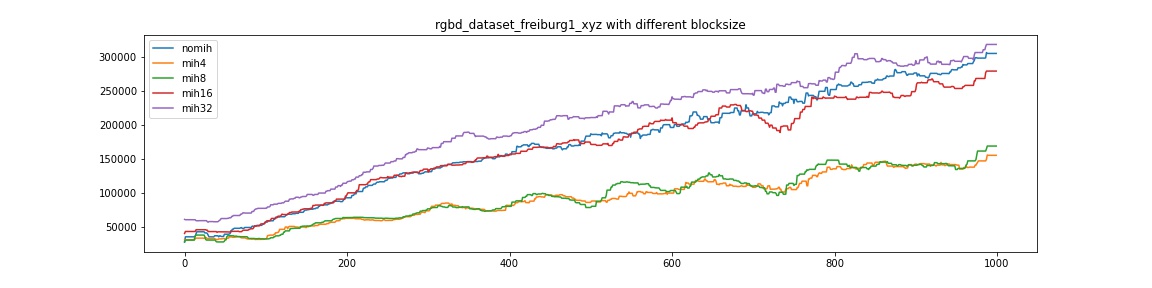 rgbd_dataset_freiburg1_xyz with different blocksize
nomih
mih4
mih8
mih16
mih32
300000
250000
200000
150000
100000
50000
0 200 400 600 800 1000